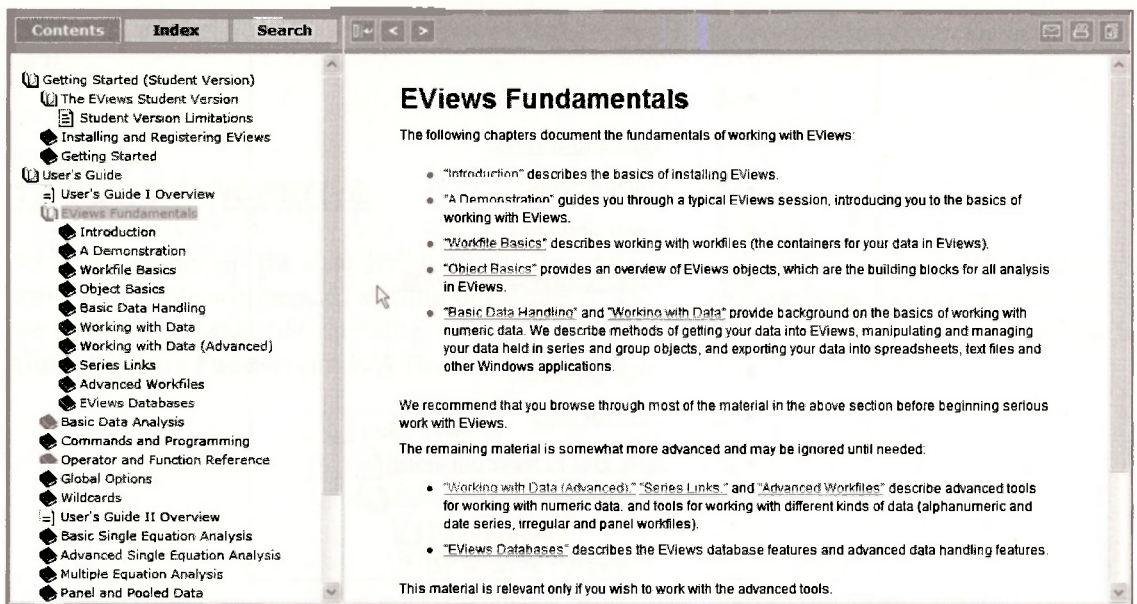 Contents Index Search
Getting Started (Student Version)
The EViews Student Version
Student Version Limitations
Installing and Registering EViews
Getting Started
User's Guide
User's Guide I Overview
EViews Fundamentals
Introduction
A Demonstration
Workfile Basics
Object Basics
Basic Data Handling
Working with Data
Working with Data (Advanced)
Series Links
Advanced Workfiles
EViews Databases
Basic Data Analysis
Commands and Programming
Operator and Function Reference
Global Options
Wildcards
User's Guide II Overview
Basic Single Equation Analysis
Advanced Single Equation Analysis
Multiple Equation Analysis
Panel and Pooled Data
EViews Fundamentals
The following chapters document the fundamentals of working with EViews:
"Introduction" describes the basics of installing EViews.
"A Demonstration" guides you through a typical EViews session, introducing you to the basics of
working with EViews.
"Workfile Basics" describes working with workfiles (the containers for your data in EViews).
"Object Basics" provides an overview of EViews objects, which are the building blocks for all analysis
in EViews.
"Basic Data Handling" and "Working with Data" provide background on the basics of working with
numeric data. We describe methods of getting your data into EViews, manipulating and managing
your data held in series and group objects, and exporting your data into spreadsheets, text files and
other Windows applications.
We recommend that you browse through most of the material in the above section before beginning serious
work with EViews.
The remaining material is somewhat more advanced and may be ignored until needed:
"Working with Data (Advanced)," "Series Links," and "Advanced Workfiles" describe advanced tools
for working with numeric data, and tools for working with different kinds of data (alphanumeric and
date series, irregular and panel workfiles).
"EViews Databases" describes the EViews database features and advanced data handling features.
This material is relevant only if you wish to work with the advanced tools.